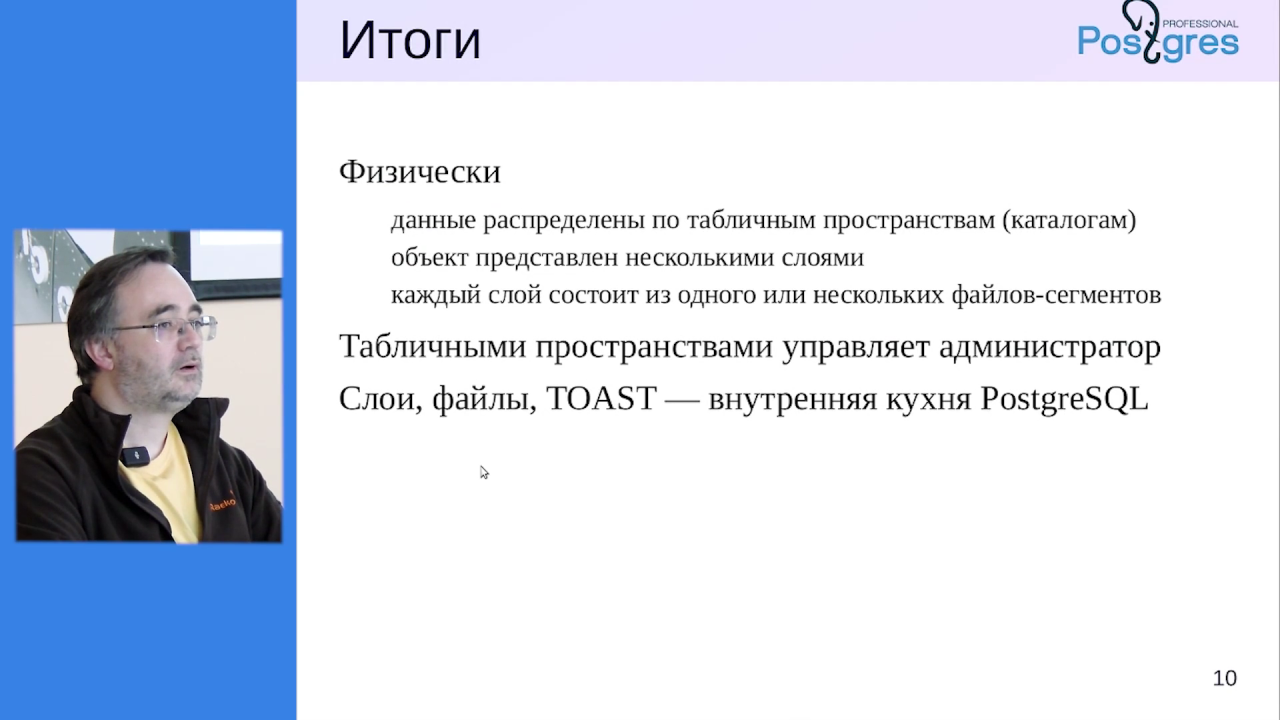 Итоги
PROFESSIONAL
Postgres
Физически
данные распределены по табличным пространствам (каталогам)
объект представлен несколькими слоями
каждый слой состоит из одного или нескольких файлов-сегментов
Табличными пространствами управляет администратор
Слои, файлы, TOAST — внутренняя кухня PostgreSQL
10